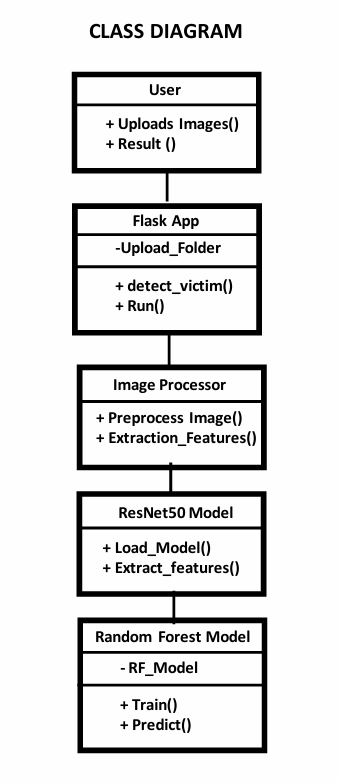 CLASS DIAGRAM
User
+ Uploads Images()
+ Result ()
Flask App
-Upload_Folder
+ detect_victim()
+ Run()
Image Processor
+ Preprocess Image()
+ Extraction_Features()
ResNet50 Model
+ Load_Model()
+ Extract_features()
Random Forest Model
- RF_Model
+ Train()
+ Predict()